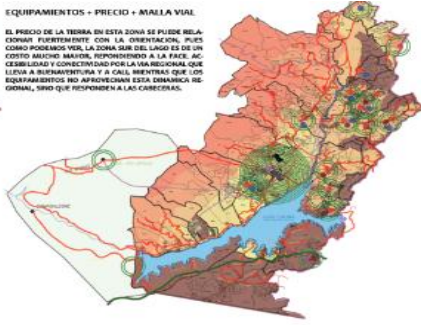 EQUIPAMIENTOS + PRECIO + MALLA VIAL
EL PRECIO DE LA TIERRA EN ESTA ZONA SE PUEDE RELA-
CIONAR FUERTEMENTE CON LA ORIENTACION, PUES
COMO PODEMOS VER, LA ZONA SUR DEL LAGO ES DE UN
COSTO MUCHO MAYOR, REPONDIENDO A LA FACIL AC-
CESIBILIDAD Y CONECTIVIDAD POR LA VIA REGIONAL QUE
LLEVA A BUENAVENTURA Y A CALI, MIENTRAS QUE LOS
EQUIPAMIENTOS NO APROVECHAN ESTA DINAMICA RE-
GIONAL, SINO QUE RESPONDEN A LAS CABECERAS.